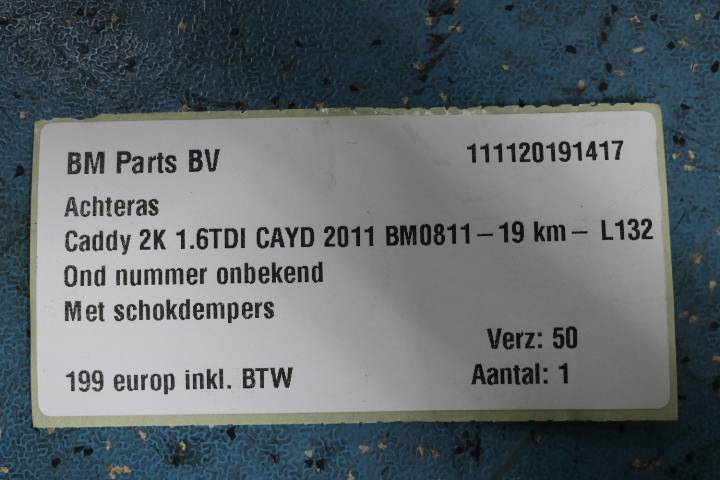 BM Parts BV 111120191417
Achteras
Caddy 2K 1.6TDI CAYD 2011 BM0811 – 19 km – L132
Ond nummer onbekend
Met schokdempers
Verz: 50
199 europ inkl. BTW Aantal: 1